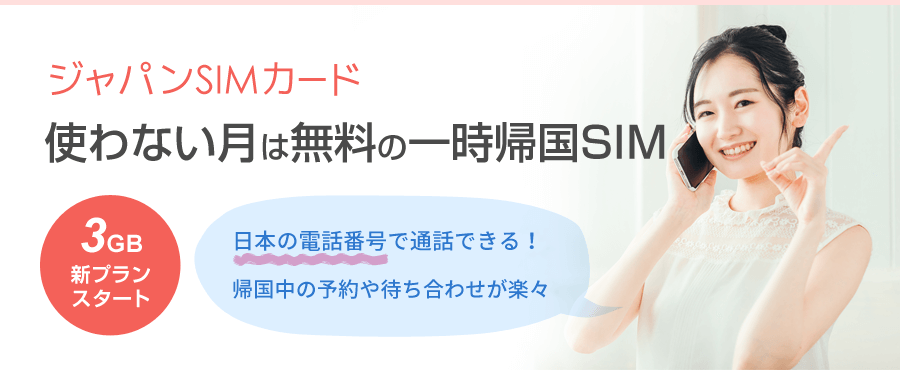 ジャパンSIMカード
使わない月は無料の一時帰国SIM
3GB
新プラン
スタート
日本の電話番号で通話できる！
帰国中の予約や待ち合わせが楽々